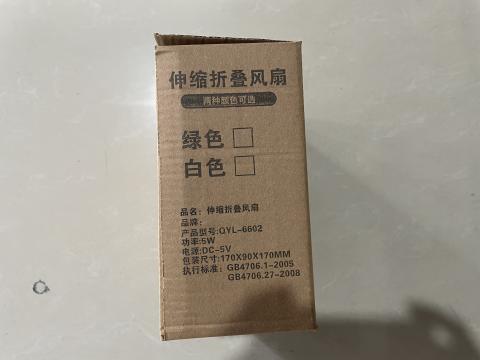 伸缩折叠风扇
两种颜色可选
绿色
白色
品名：伸缩折叠风扇
品牌：
产品型号:QYL-6602
功率:5W
电源:DC-5V
包装尺寸:170X90X170MM
执行标准：GB4706.1-2005
GB4706.27-2008